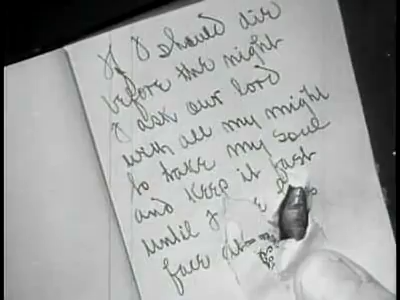 If I should die
before the night
I ask our lord
with all my might
to take my soul
and keep it fast
until
face